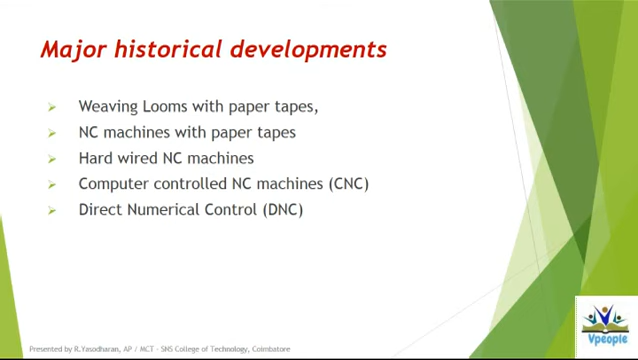 Major historical developments
Weaving Looms with paper tapes,
NC machines with paper tapes
Hard wired NC machines
Computer controlled NC machines (CNC)
Direct Numerical Control (DNC)
Presented by R.Yasodharan, AP / MCT - SNS College of Technology, Coimbatore
Vpeople